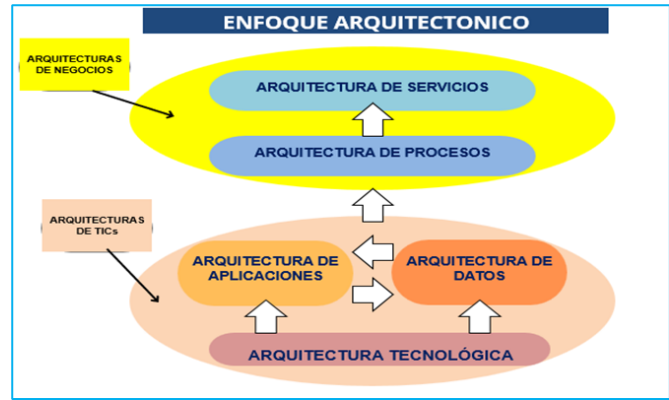 ENFOQUE ARQUITECTONICO
ARQUITECTURAS
DE NEGOCIOS
ARQUITECTURA DE SERVICIOS
ARQUITECTURA DE PROCESOS
ARQUITECTURAS
DE TICs
ARQUITECTURA DE
APLICACIONES
ARQUITECTURA DE
DATOS
ARQUITECTURA TECNOLÓGICA